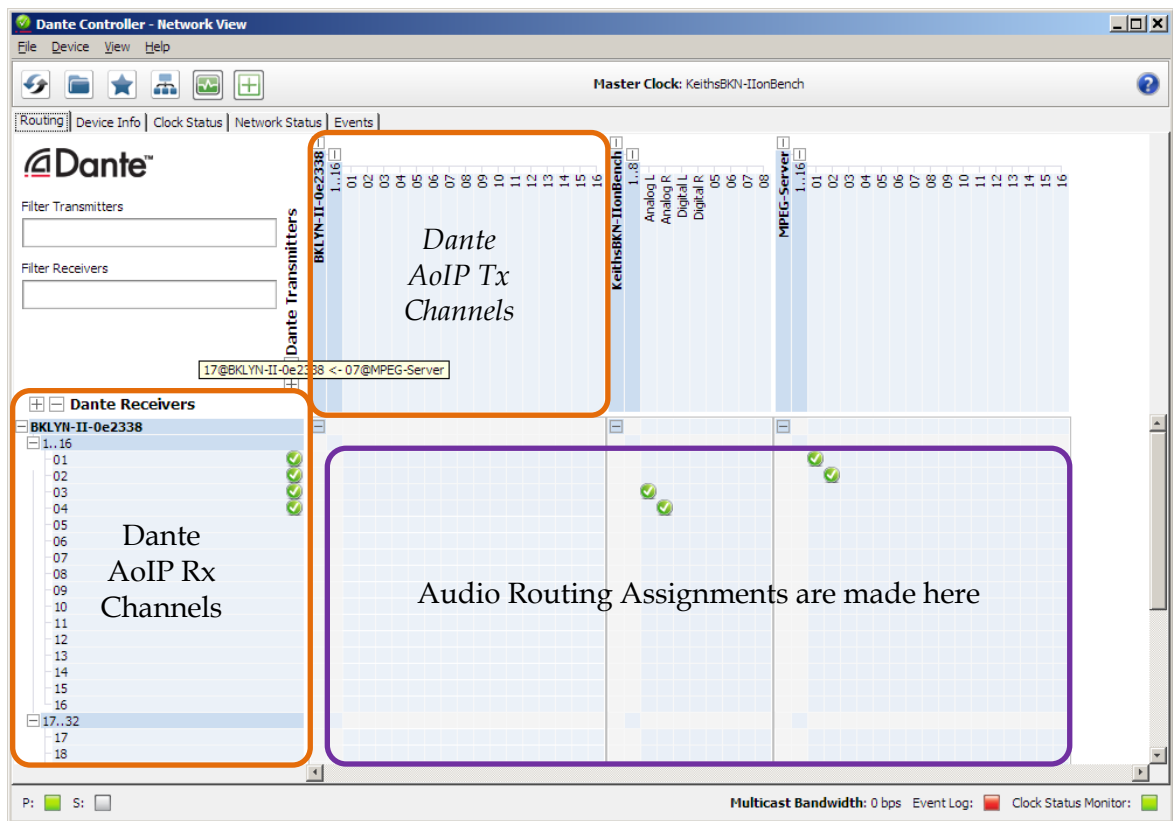 Dante Controller - Network View
File Device View Help
Master Clock: KeithsBKN-IIonBench
Routing Device Info Clock Status Network Status Events
Dante™
Filter Transmitters
Filter Receivers
Dante Transmitters
BKLYN-II-0e2338
1..16
01
02
03
04
05
06
07
08
09
10
11
12
13
14
15
16
Dante
AoIP Tx
Channels
KeithsBKN-IIonBench
1..8
Analog L
Analog R
Digital L
Digital R
05
06
07
08
MPEG-Server
1..16
01
02
03
04
05
06
07
08
09
10
11
12
13
14
15
16
17@BKLYN-II-0e2338 <- 07@MPEG-Server
Dante Receivers
BKLYN-II-0e2338
1..16
01
02
03
04
05
06
07
08
09
10
11
12
13
14
15
16
17..32
17
18
Dante
AoIP Rx
Channels
Audio Routing Assignments are made here
P: S: Multicast Bandwidth: 0 bps Event Log: Clock Status Monitor: